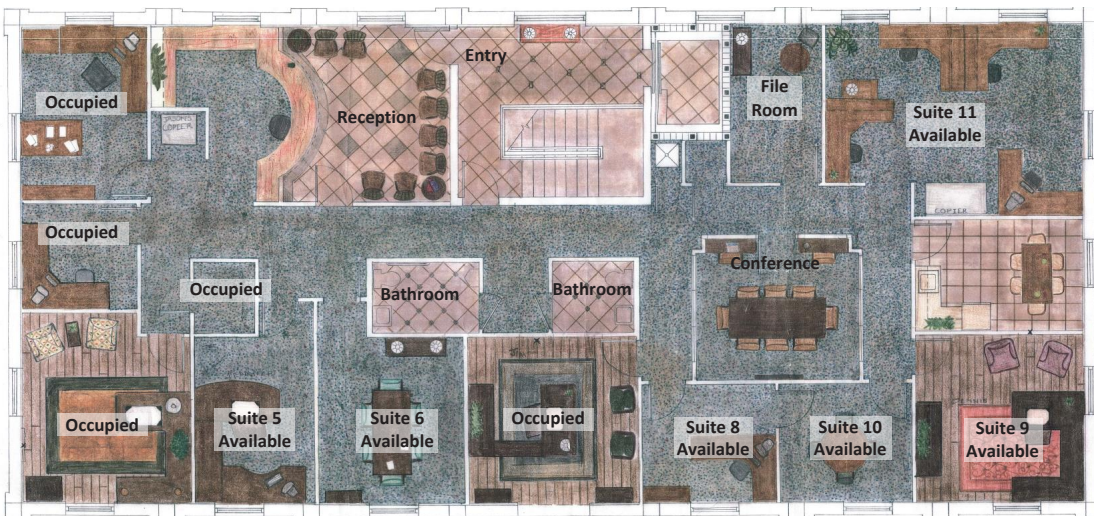 Entry
Occupied
File
Room
Reception
Suite 11
Available
COPIER
COPIER
Occupied
Conference
Occupied
Bathroom
Bathroom
Occupied
Suite 5
Available
Suite 6
Available
Occupied
Suite 8
Available
Suite 10
Available
Suite 9
Available